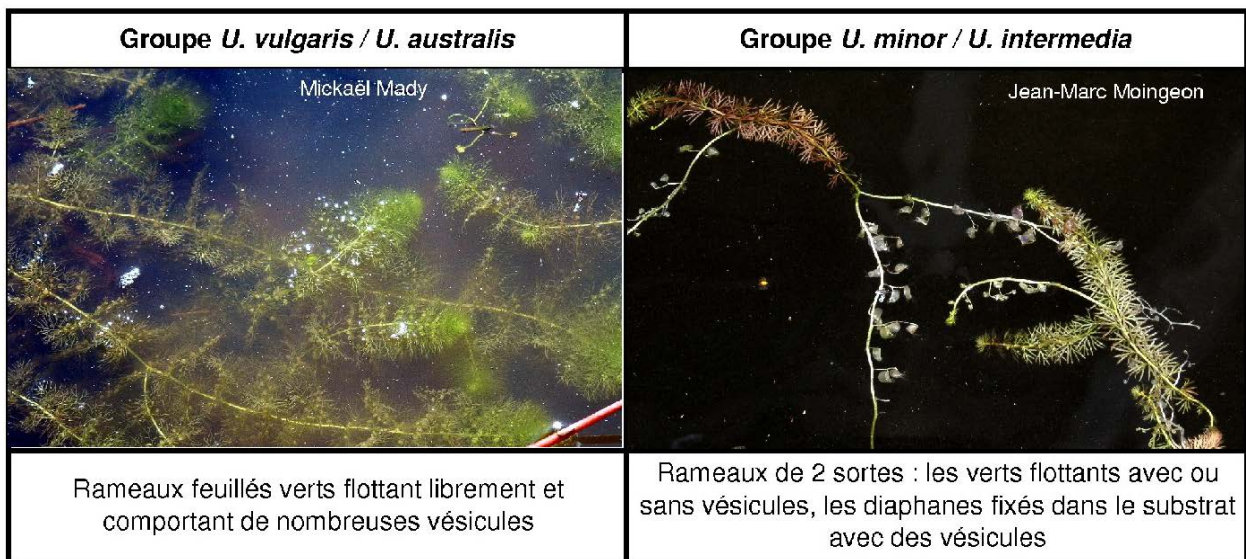 Groupe U. vulgaris / U. australis
Groupe U. minor / U. intermedia
Mickaël Mady
Jean-Marc Moingeon
Rameaux feuillés verts flottant librement et
comportant de nombreuses vésicules
Rameaux de 2 sortes : les verts flottants avec ou
sans vésicules, les diaphanes fixés dans le substrat
avec des vésicules